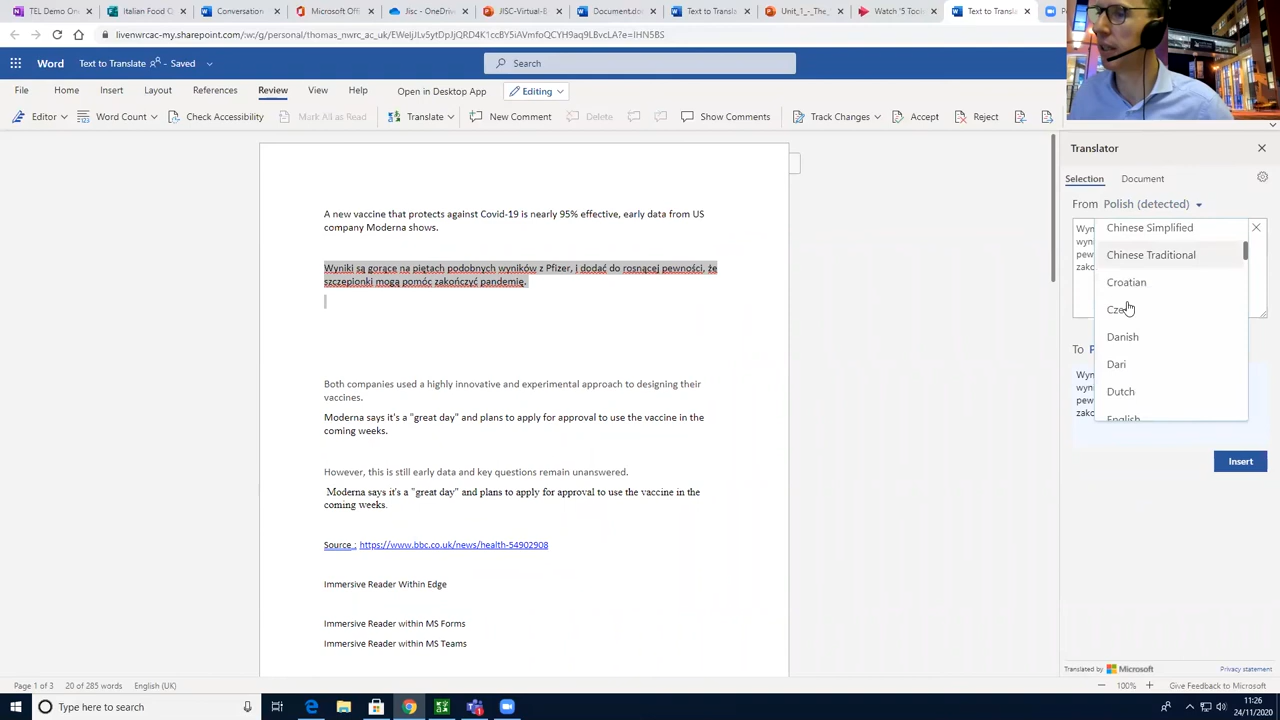 TEL Demo One
Italian Food C
Conversation
Microsoft Offic
Jisc - OneDriv
JISC-Virtual-B
Document.do
Text to Transl
Unit_1_-_The_
Watch '5 Tools
Text to Trans
livenwrcac-my.sharepoint.com/:w:/g/personal/thomas_nwrc_
Word
Text to Translate
- Saved
Search
File
Home
Insert
Layout
References
Review
View
Help
Open in Desktop App
Editing
Editor
Word Count
Check Accessibility
Mark All as Read
Translate
New Comment
Delete
Show Comments
Track Changes
Accept
Reject
A new vaccine that protects against Covid-19 is nearly 95% effective, early data from US
company Moderna shows.
Wyniki są gorące na piętach podobnych wyników z Pfizer, i dodać do rosnącej pewności, że
szczepionki mogą pomóc zakończyć pandemię.
Both companies used a highly innovative and experimental approach to designing their
vaccines.
Moderna says it's a "great day" and plans to apply for approval to use the vaccine in the
coming weeks.
However, this is still early data and key questions remain unanswered.
Moderna says it's a "great day" and plans to apply for approval to use the vaccine in the
coming weeks.
Source : https://www.bbc.co.uk/news/health-54902908
Immersive Reader Within Edge
Immersive Reader within MS Forms
Immersive Reader within MS Teams
Translator
Selection
Document
From Polish (detected)
Chinese Simplified
Chinese Traditional
Croatian
Danish
Dari
Dutch
English
To
Insert
Translated by Microsoft
Privacy statement
Page 1 of 3
20 of 285 words
English (UK)
100%
Give Feedback to Microsoft
Type here to search
11:26
24/11/2020